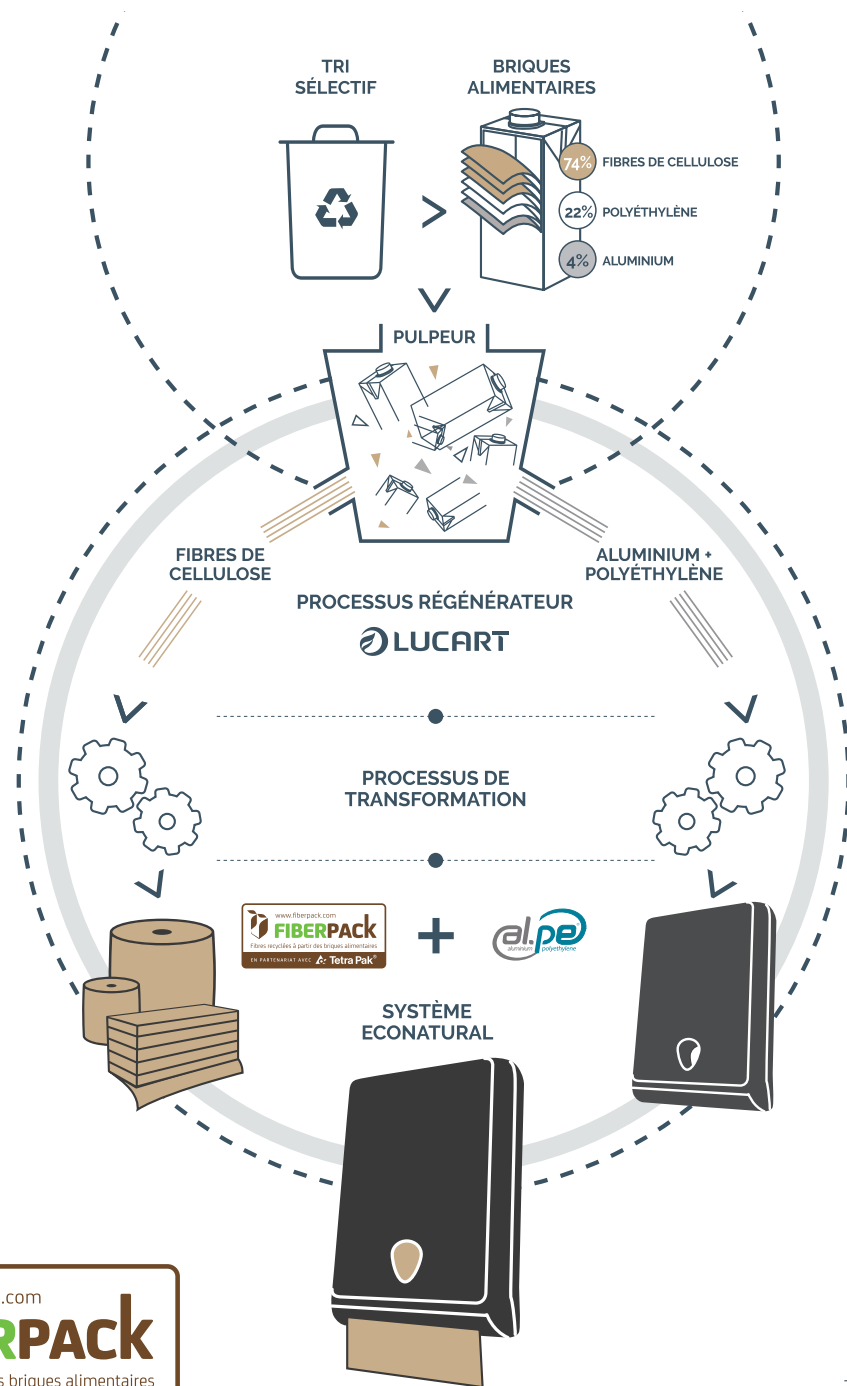 TRI
SÉLECTIF
BRIQUES
ALIMENTAIRES
74% FIBRES DE CELLULOSE
22% POLYÉTHYLÈNE
4% ALUMINIUM
PULPEUR
FIBRES DE
CELLULOSE
ALUMINIUM +
POLYÉTHYLÈNE
PROCESSUS RÉGÉNÉRATEUR
LUCART
PROCESSUS DE
TRANSFORMATION
www.fiberpack.com
FIBERPACK
Fibres recyclées à partir des briques alimentaires
EN PARTENARIAT AVEC Tetra Pak®
+
al.pe
aluminium polyethylene
SYSTÈME
ECONATURAL
.com
RPACK
briques alimentaires